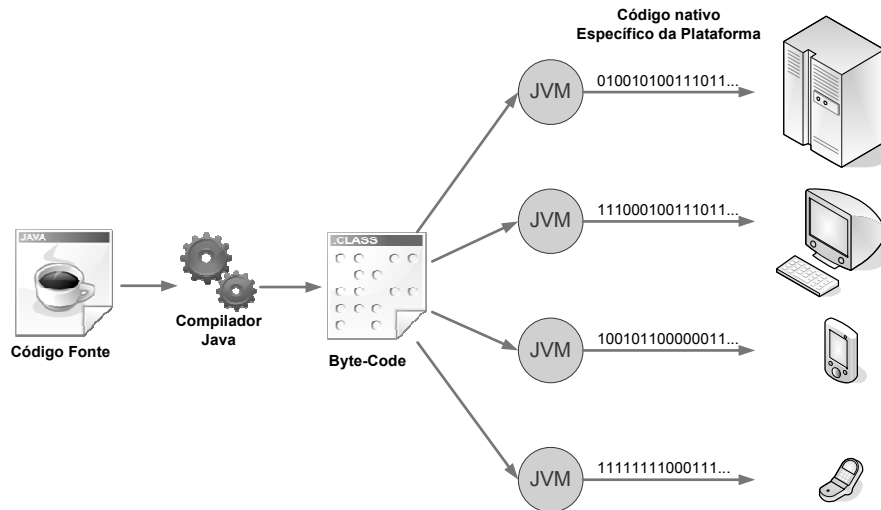 Código nativo
Específico da Plataforma
JVM
010010100111011...
JVM
111000100111011...
JAVA
.CLASS
Compilador
Java
Código Fonte
Byte-Code
JVM
100101100000011...
JVM
11111111000111...